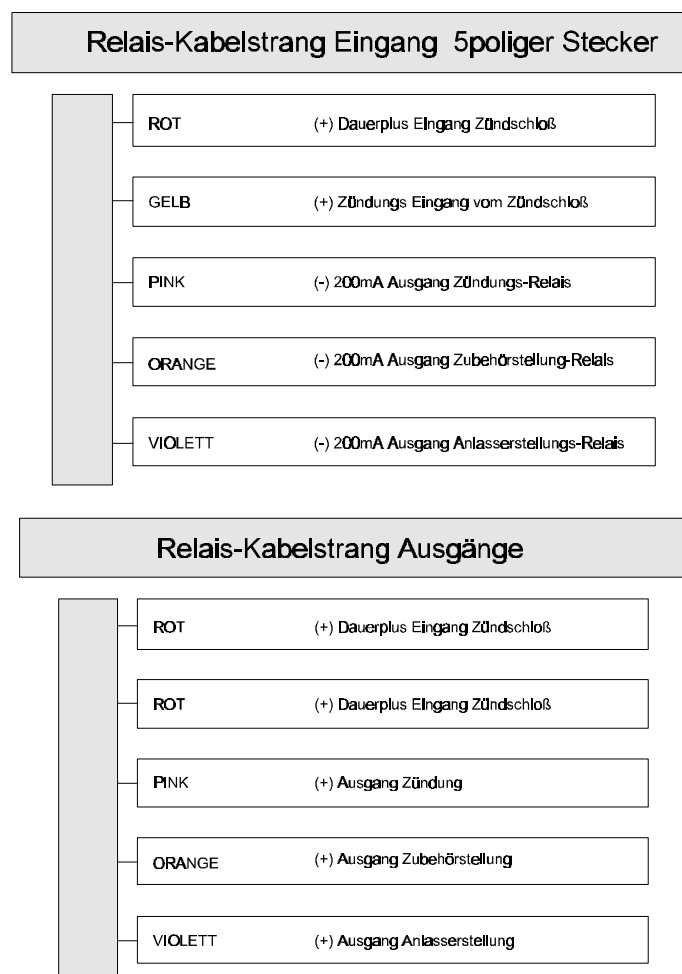 Relais-Kabelstrang Eingang 5poliger Stecker
ROT (+) Dauerplus Eingang Zündschloß
GELB (+) Zündungs Eingang vom Zündschloß
PINK (-) 200mA Ausgang Zündungs-Relais
ORANGE (-) 200mA Ausgang Zubehörstellung-Relais
VIOLETT (-) 200mA Ausgang Anlasserstellungs-Relais
Relais-Kabelstrang Ausgänge
ROT (+) Dauerplus Eingang Zündschloß
ROT (+) Dauerplus Eingang Zündschloß
PINK (+) Ausgang Zündung
ORANGE (+) Ausgang Zubehörstellung
VIOLETT (+) Ausgang Anlasserstellung